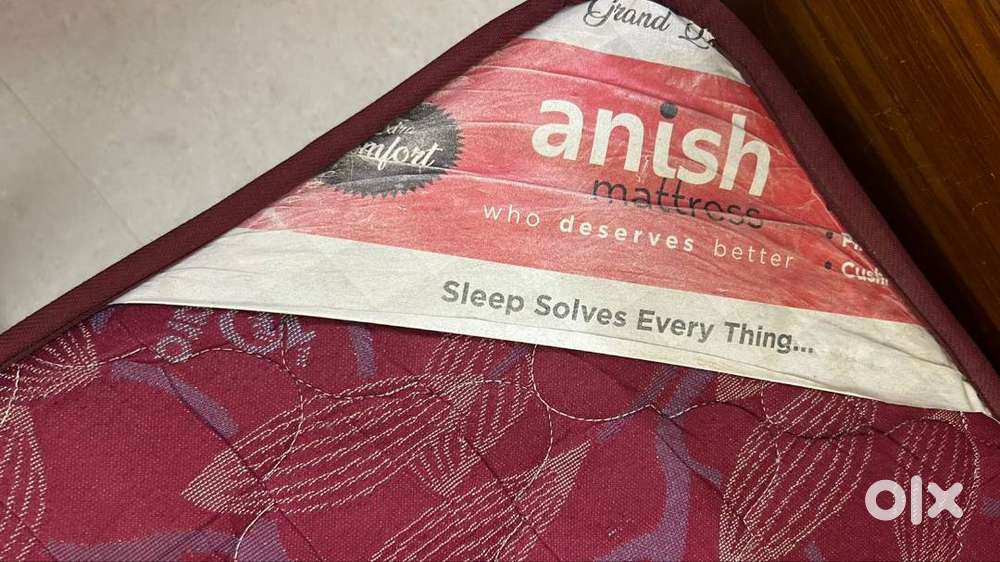 Grand
anish
mattress
who deserves better
Sleep Solves Every Thing...
olx